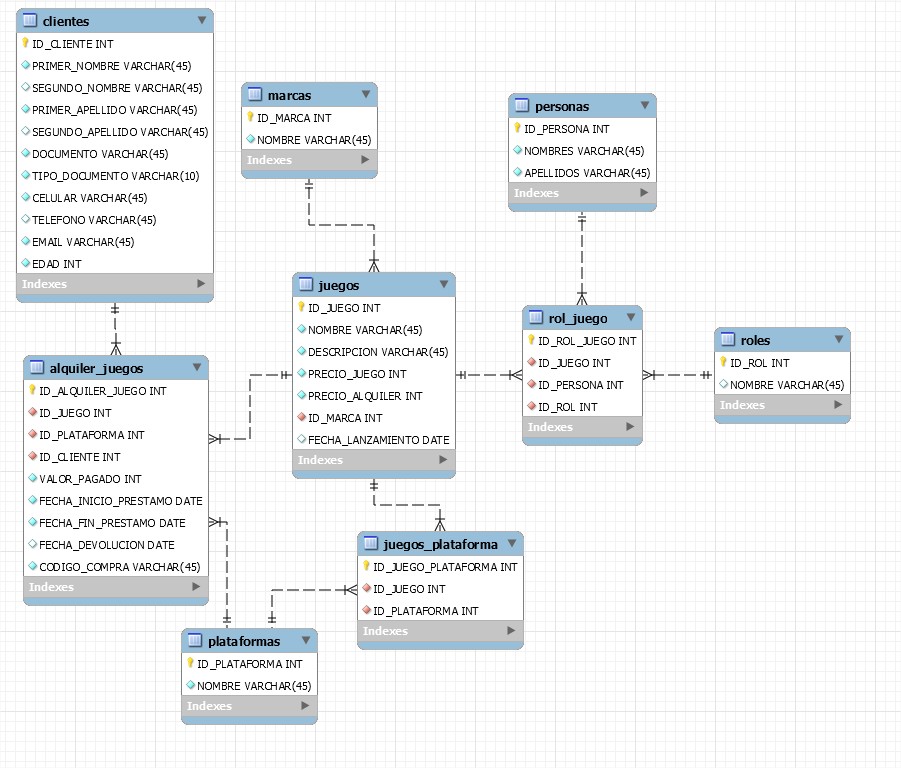 clientes
ID_CLIENTE INT
PRIMER_NOMBRE VARCHAR(45)
SEGUNDO_NOMBRE VARCHAR(45)
PRIMER_APELLIDO VARCHAR(45)
SEGUNDO_APELLIDO VARCHAR(45)
DOCUMENTO VARCHAR(45)
TIPO_DOCUMENTO VARCHAR(10)
CELULAR VARCHAR(45)
TELEFONO VARCHAR(45)
EMAIL VARCHAR(45)
EDAD INT
Indexes
marcas
ID_MARCA INT
NOMBRE VARCHAR(45)
Indexes
personas
ID_PERSONA INT
NOMBRES VARCHAR(45)
APELLIDOS VARCHAR(45)
Indexes
juegos
ID_JUEGO INT
NOMBRE VARCHAR(45)
DESCRIPCION VARCHAR(45)
PRECIO_JUEGO INT
PRECIO_ALQUILER INT
ID_MARCA INT
FECHA_LANZAMIENTO DATE
Indexes
rol_juego
ID_ROL_JUEGO INT
ID_JUEGO INT
ID_PERSONA INT
ID_ROL INT
Indexes
roles
ID_ROL INT
NOMBRE VARCHAR(45)
Indexes
alquiler_juegos
ID_ALQUILER_JUEGO INT
ID_JUEGO INT
ID_PLATAFORMA INT
ID_CLIENTE INT
VALOR_PAGADO INT
FECHA_INICIO_PRESTAMO DATE
FECHA_FIN_PRESTAMO DATE
FECHA_DEVOLUCION DATE
CODIGO_COMPRA VARCHAR(45)
Indexes
juegos_plataforma
ID_JUEGO_PLATAFORMA INT
ID_JUEGO INT
ID_PLATAFORMA INT
Indexes
plataformas
ID_PLATAFORMA INT
NOMBRE VARCHAR(45)
Indexes